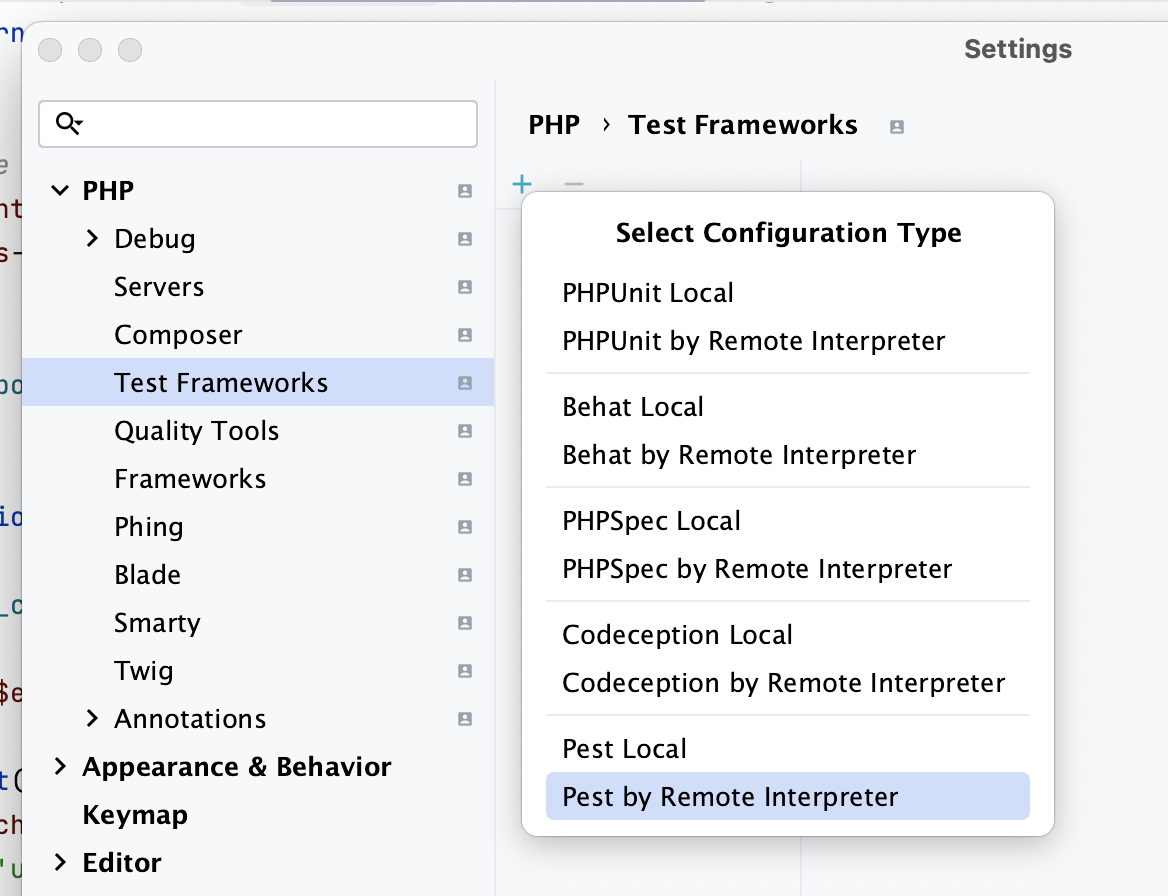 Settings
PHP › Test Frameworks
PHP
Debug
Servers
Composer
Test Frameworks
Quality Tools
Frameworks
Phing
Blade
Smarty
Twig
Annotations
Appearance & Behavior
Keymap
Editor
Select Configuration Type
PHPUnit Local
PHPUnit by Remote Interpreter
Behat Local
Behat by Remote Interpreter
PHPSpec Local
PHPSpec by Remote Interpreter
Codeception Local
Codeception by Remote Interpreter
Pest Local
Pest by Remote Interpreter